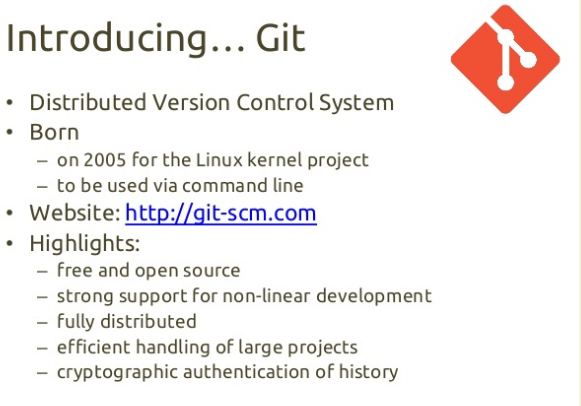 Introducing... Git
• Distributed Version Control System
• Born
– on 2005 for the Linux kernel project
– to be used via command line
• Website: http://git-scm.com
• Highlights:
– free and open source
– strong support for non-linear development
– fully distributed
– efficient handling of large projects
– cryptographic authentication of history